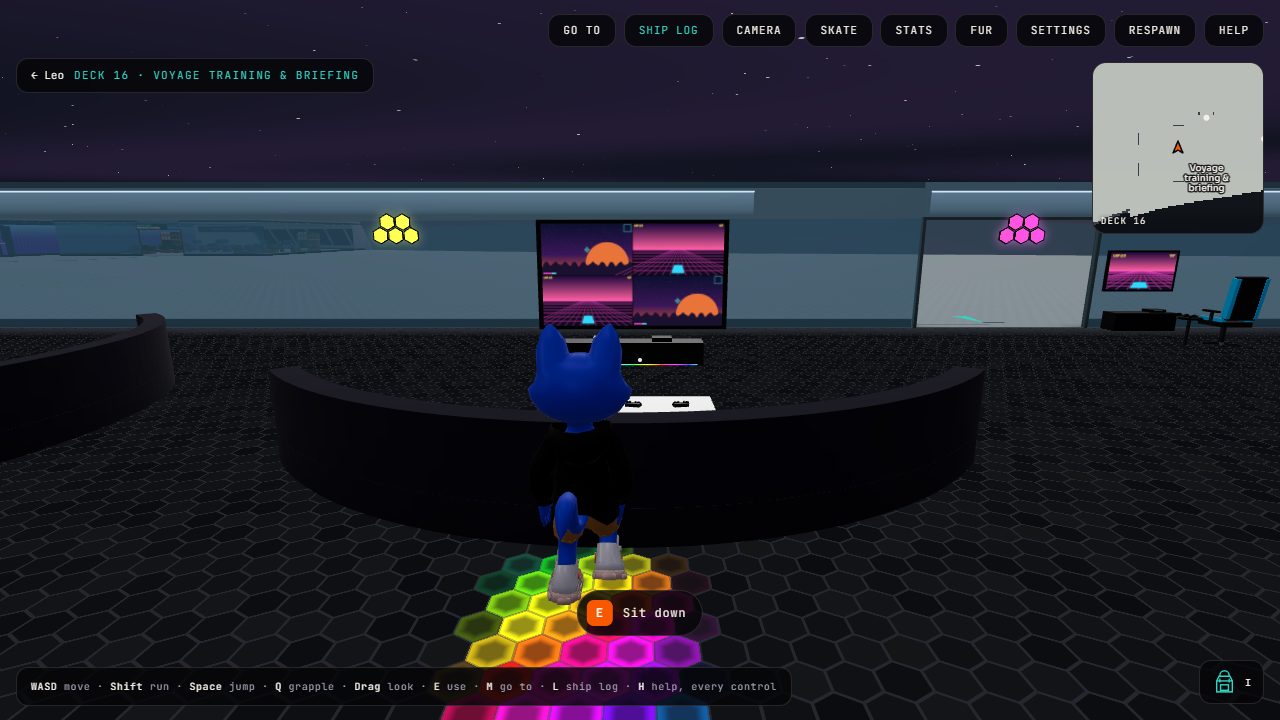 GO TO
SHIP LOG
CAMERA
SKATE
STATS
FUR
SETTINGS
RESPAWN
HELP
← Leo DECK 16 · VOYAGE TRAINING & BRIEFING
Voyage
training &
briefing
DECK 16
E Sit down
WASD move · Shift run · Space jump · Q grapple · Drag look · E use · M go to · L ship log · H help, every control
I